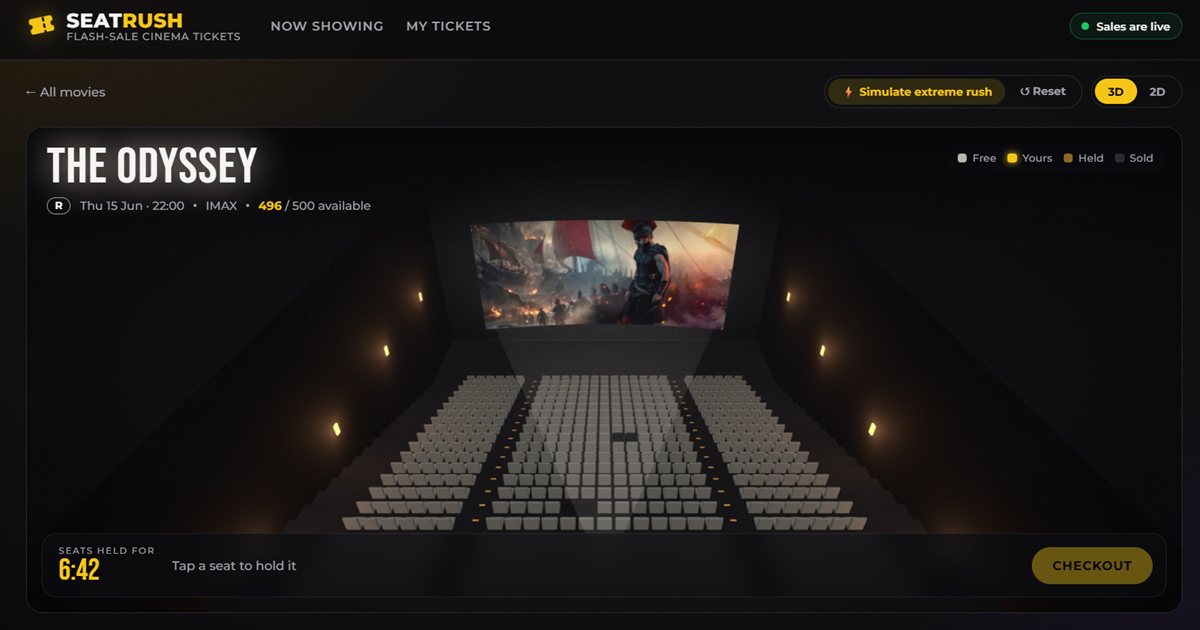 SEATRUSH
FLASH-SALE CINEMA TICKETS
NOW SHOWING
MY TICKETS
Sales are live
← All movies
Simulate extreme rush
↺ Reset
3D
2D
THE ODYSSEY
R Thu 15 Jun · 22:00 • IMAX • 496 / 500 available
Free
Yours
Held
Sold
SEATS HELD FOR
6:42
Tap a seat to hold it
CHECKOUT